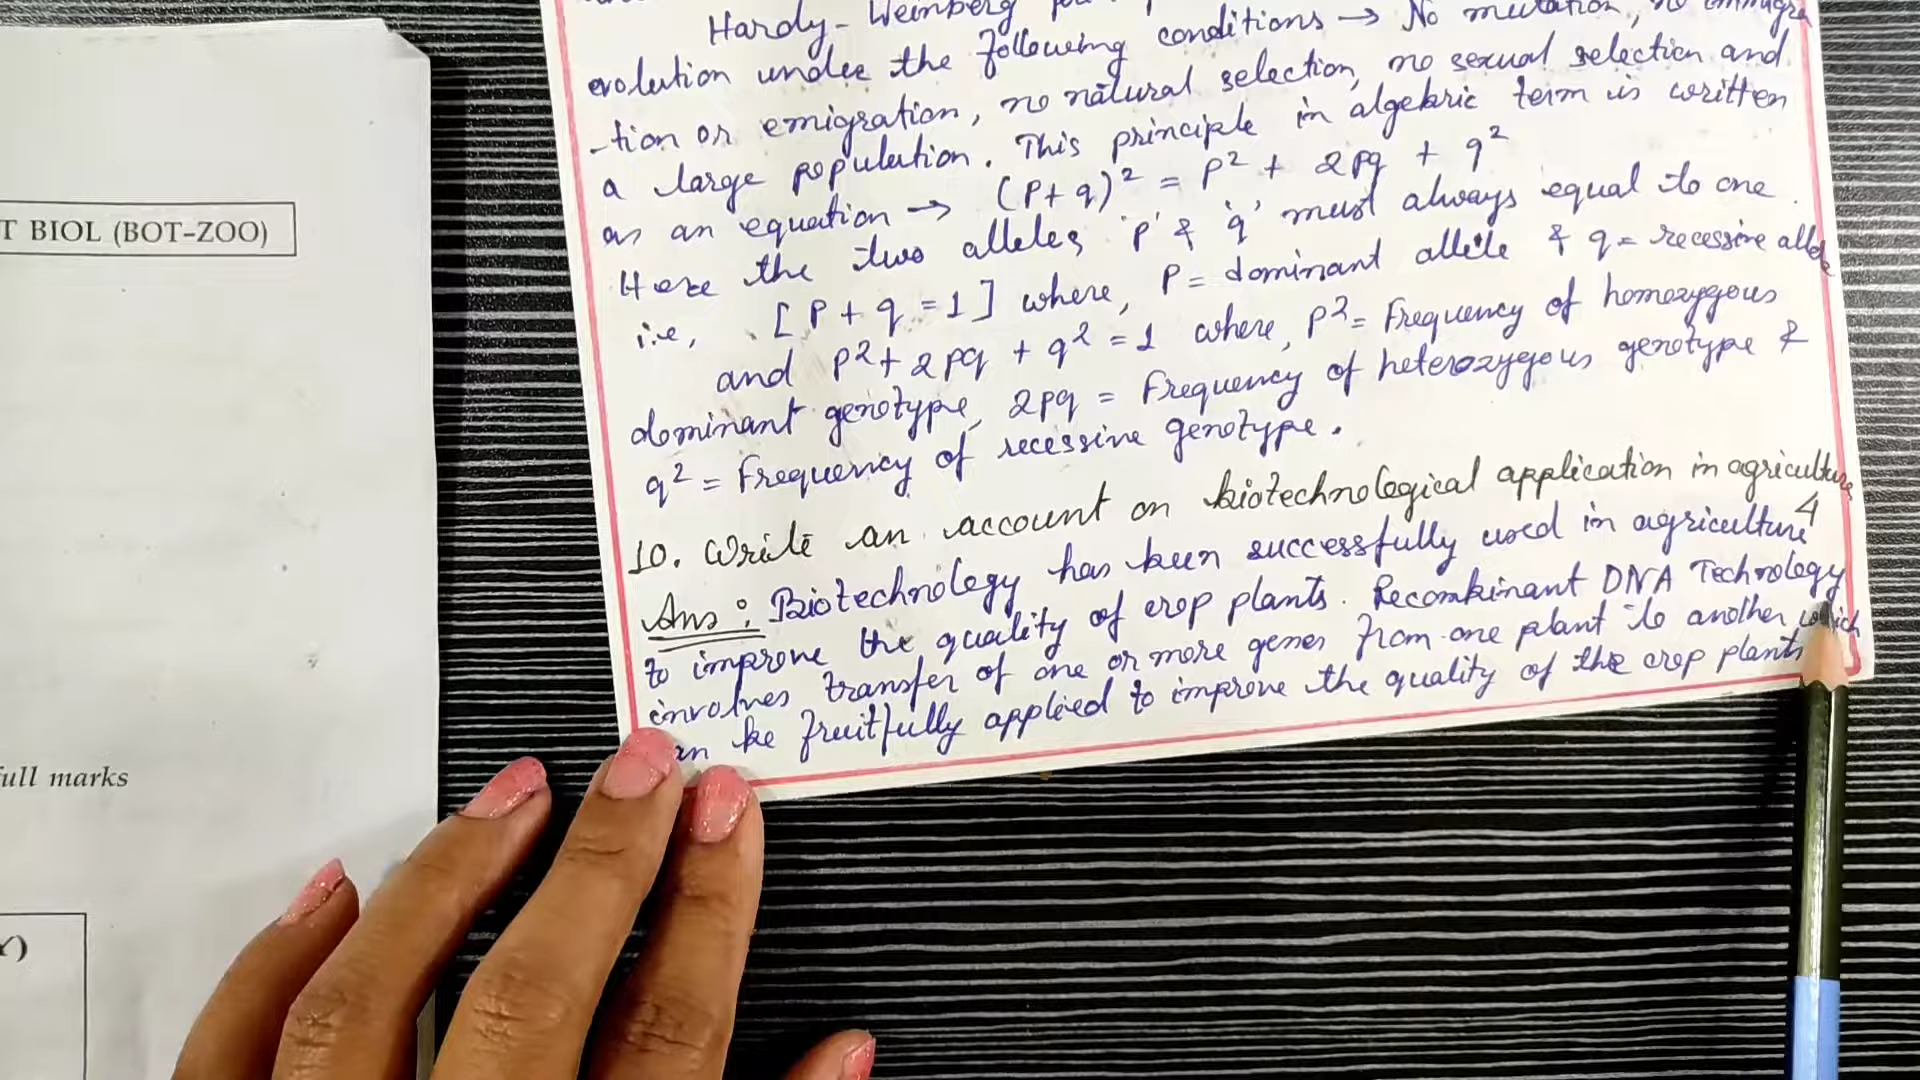 T BIOL (BOT-ZOO)
full marks
Y)
Hardy-Weinberg
evolution under the following conditions → No mutation, no immigra
-tion or emigration, no natural selection, no sexual selection and
a large population. This principle in algebric term is written
as an equation → (P+q)² = P² + 2pq + q²
Here the two alleles 'p' & 'q' must always equal to one.
i.e, [P + q = 1] where, P = dominant allele & q = recessive allele
and P² + 2pq + q² = 1 where, P² = Frequency of homozygous
dominant genotype, 2pq = Frequency of heterozygous genotype &
q² = Frequency of recessive genotype.
10. Write an account on biotechnological application in agriculture
4
Ans: Biotechnology has been successfully used in agriculture
to improve the quality of crop plants. Recombinant DNA Technology
involves transfer of one or more genes from one plant to another which
an be fruitfully applied to improve the quality of the crop plants